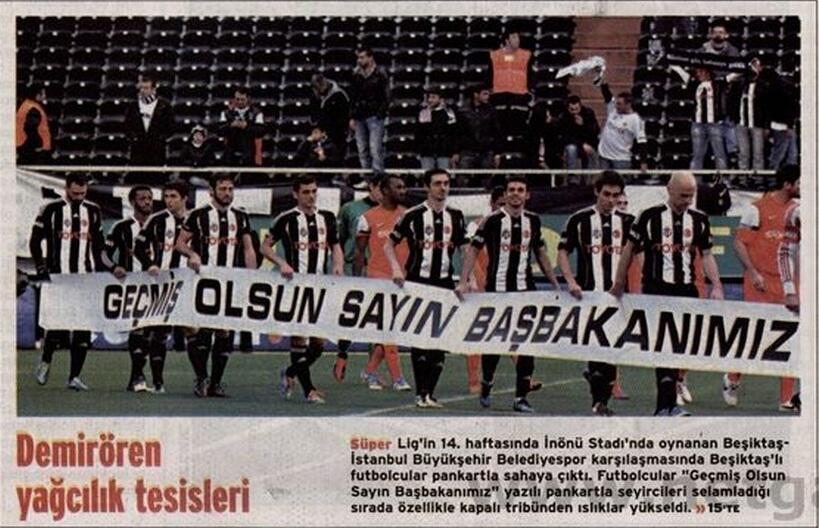 GEÇMİŞ OLSUN SAYIN BAŞBAKANIMIZ
TOYOTA
Demirören
yağcılık tesisleri
Süper Lig'in 14. haftasında İnönü Stadı'nda oynanan Beşiktaş-
İstanbul Büyükşehir Belediyespor karşılaşmasında Beşiktaş'lı
futbolcular pankartla sahaya çıktı. Futbolcular "Geçmiş Olsun
Sayın Başbakanımız" yazılı pankartla seyircileri selamladığı
sırada özellikle kapalı tribünden ıslıklar yükseldi. » 15'TE